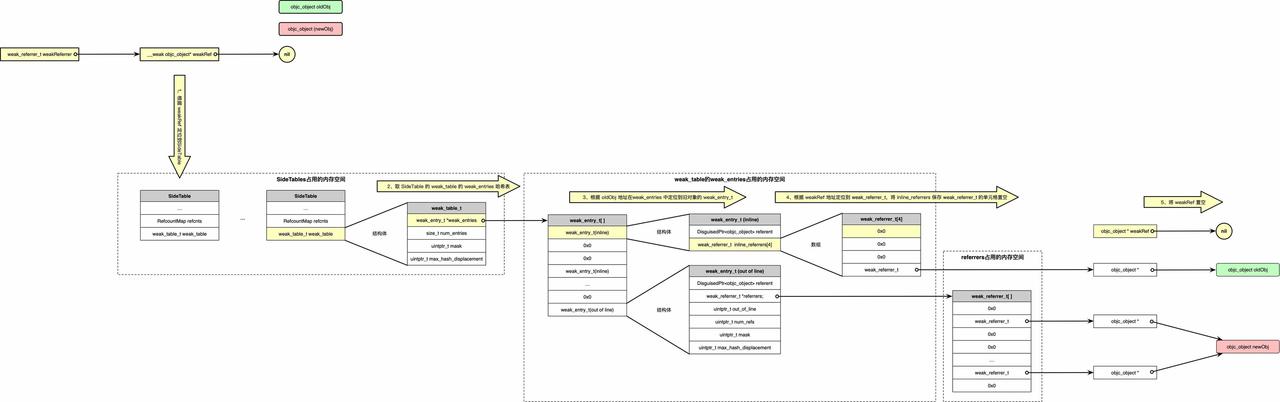 objc_object oldObj
objc_object (newObj)
weak_referrer_t weakReferrer
__weak objc_object* weakRef
nil
1、根据 weakRef 定位到SideTable
SideTables占用的内存空间
SideTable
...
RefcountMap refcnts
weak_table_t weak_table
...
SideTable
...
RefcountMap refcnts
weak_table_t weak_table
结构体
2、取 SideTable 的 weak_table 的 weak_entries 哈希表
weak_table_t
weak_entry_t *weak_entries
size_t num_entries
uintptr_t mask
uintptr_t max_hash_displacement
weak_table的weak_entries占用的内存空间
3、根据 oldObj 地址在weak_entries 中定位到旧对象的 weak_entry_t
4、根据 weakRef 地址定位到 weak_referrer_t，将 inline_referrers 保存 weak_referrer_t 的单元格置空
5、将 weakRef 置空
weak_entry_t[ ]
weak_entry_t(inline)
0x0
0x0
weak_entry_t(inline)
...
0x0
weak_entry_t(out of line)
结构体
结构体
weak_entry_t (inline)
DisguisedPtr<objc_object> referent
weak_referrer_t inline_referrers[4]
数组
weak_entry_t (out of line)
DisguisedPtr<objc_object> referent
weak_referrer_t *referrers;
uintptr_t out_of_line
uintptr_t num_refs
uintptr_t mask
uintptr_t max_hash_displacement
weak_referrer_t[4]
0x0
0x0
0x0
weak_referrer_t
referrers占用的内存空间
weak_referrer_t[ ]
0x0
weak_referrer_t
0x0
0x0
...
weak_referrer_t
0x0
objc_object * weakRef
nil
objc_object *
objc_object oldObj
objc_object *
objc_object newObj
objc_object *